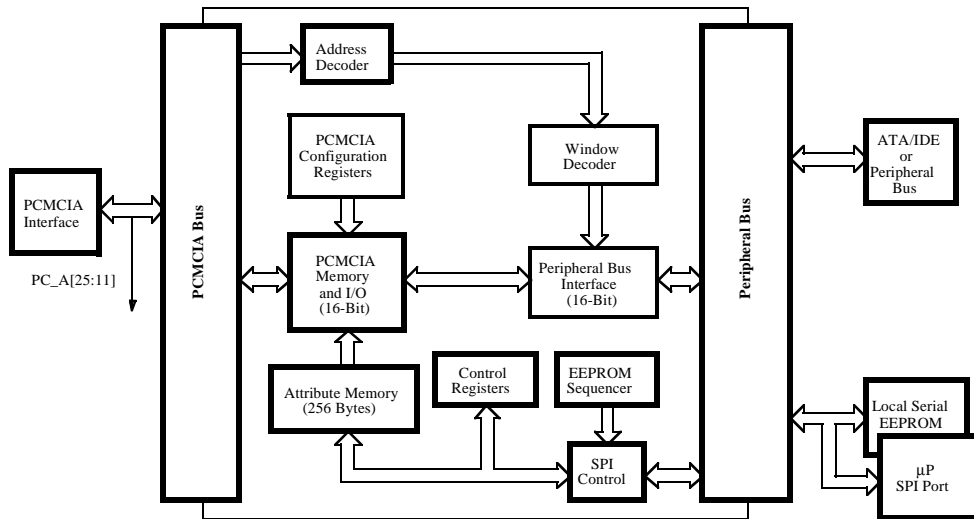 Address
Decoder
PCMCIA
Configuration
Registers
Window
Decoder
ATA/IDE
or
Peripheral
Bus
PCMCIA
Interface
PC_A[25:11]
PCMCIA Bus
PCMCIA
Memory
and I/O
(16-Bit)
Peripheral Bus
Interface
(16-Bit)
Peripheral Bus
Attribute Memory
(256 Bytes)
Control
Registers
EEPROM
Sequencer
SPI
Control
Local Serial
EEPROM
µP
SPI Port